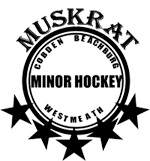 MUSKRAT
COBDEN BEACHBURG
MINOR HOCKEY
WESTMEATH